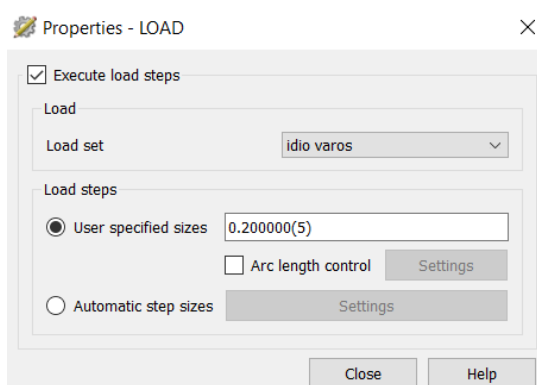 Properties - LOAD
Execute load steps
Load
Load set idio varos
Load steps
User specified sizes 0.200000(5)
Arc length control Settings
Automatic step sizes Settings
Close Help